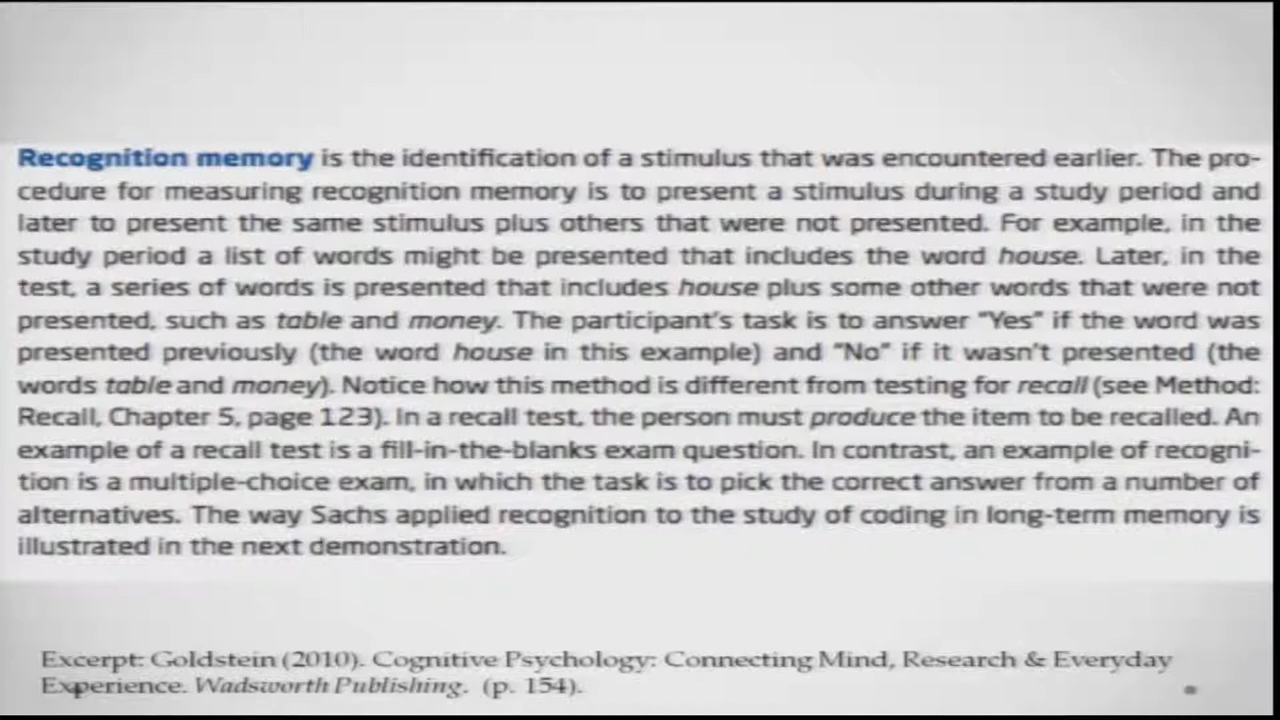 Recognition memory is the identification of a stimulus that was encountered earlier. The pro-
cedure for measuring recognition memory is to present a stimulus during a study period and
later to present the same stimulus plus others that were not presented. For example, in the
study period a list of words might be presented that includes the word house. Later, in the
test, a series of words is presented that includes house plus some other words that were not
presented, such as table and money. The participant's task is to answer "Yes" if the word was
presented previously (the word house in this example) and "No" if it wasn't presented (the
words table and money). Notice how this method is different from testing for recall (see Method:
Recall, Chapter 5, page 123). In a recall test, the person must produce the item to be recalled. An
example of a recall test is a fill-in-the-blanks exam question. In contrast, an example of recogni-
tion is a multiple-choice exam, in which the task is to pick the correct answer from a number of
alternatives. The way Sachs applied recognition to the study of coding in long-term memory is
illustrated in the next demonstration.
Excerpt: Goldstein (2010). Cognitive Psychology: Connecting Mind, Research & Everyday
Experience. Wadsworth Publishing. (p. 154).